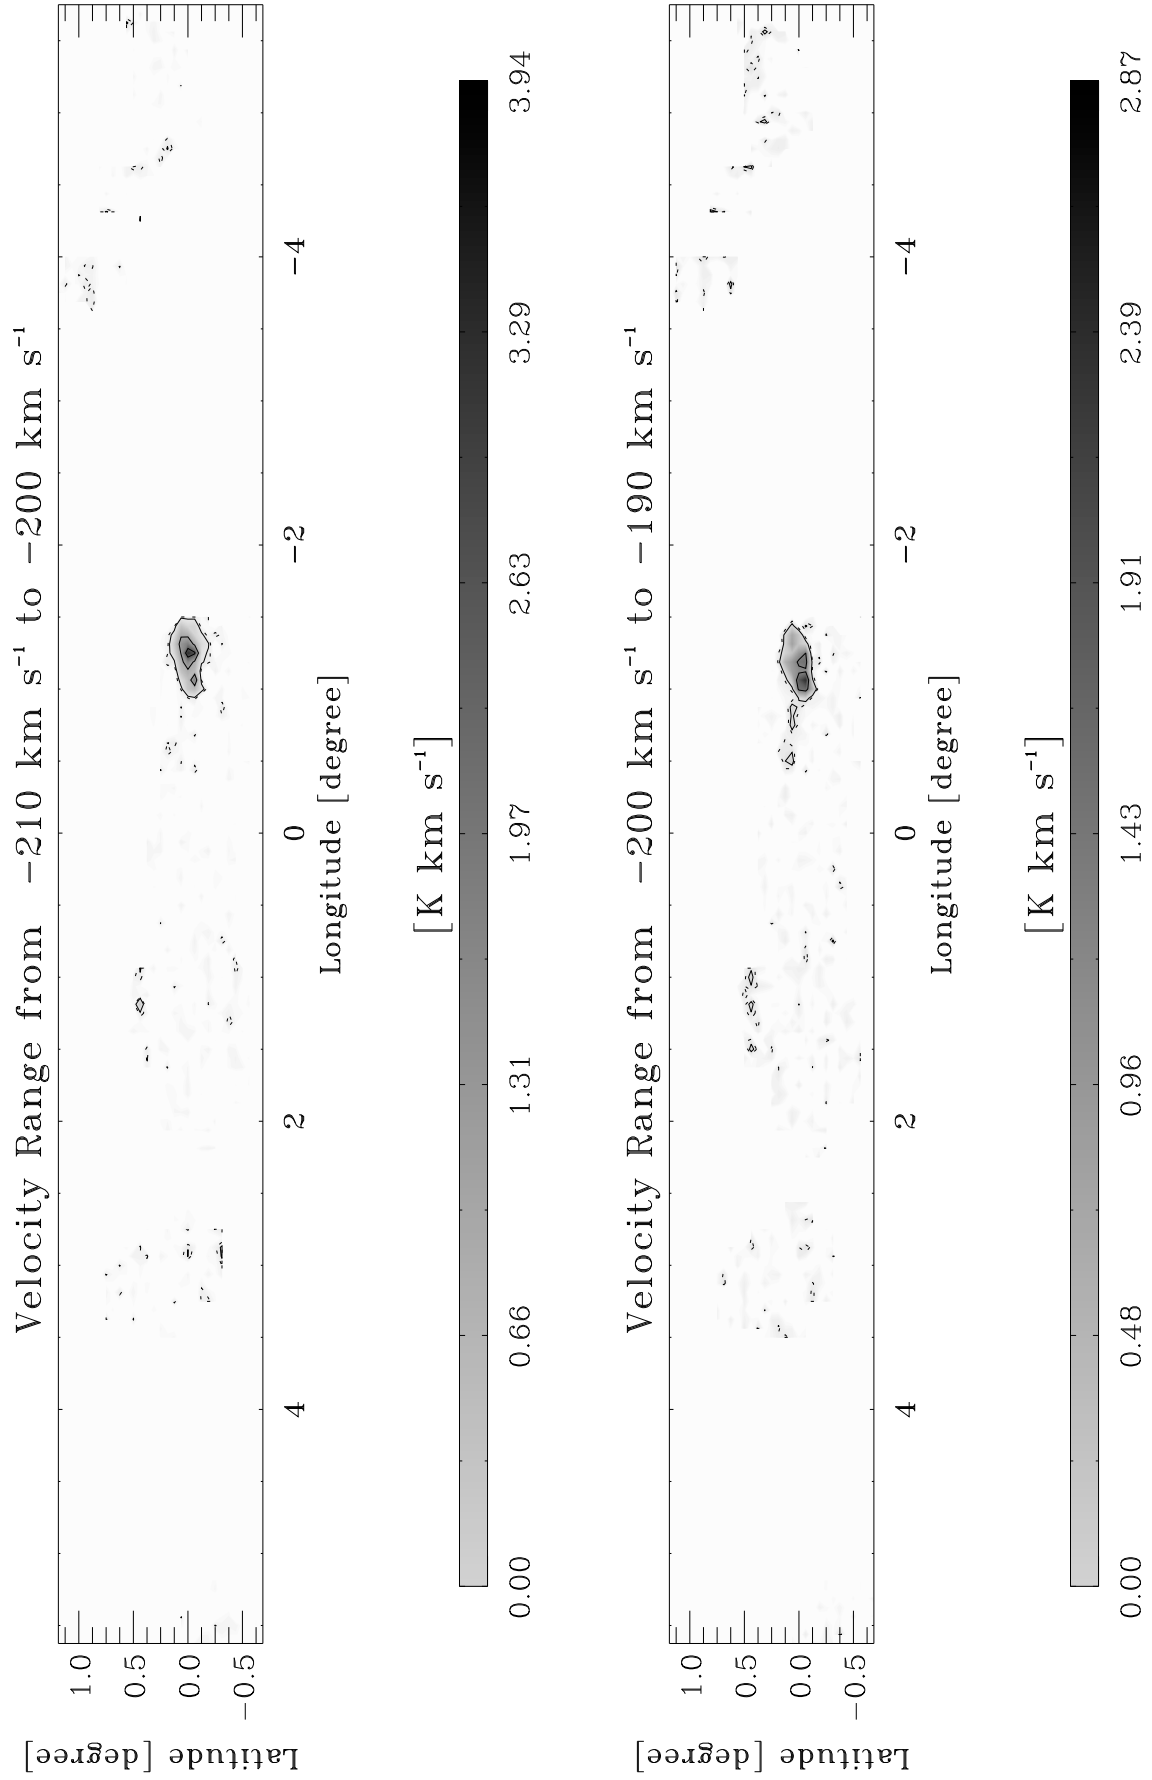 Velocity Range from −210 km s⁻¹ to −200 km s⁻¹
Latitude [degree]
1.0
0.5
0.0
−0.5
4
2
0
−2
−4
Longitude [degree]
[K km s⁻¹]
0.00 0.66 1.31 1.97 2.63 3.29 3.94
Velocity Range from −200 km s⁻¹ to −190 km s⁻¹
Latitude [degree]
1.0
0.5
0.0
−0.5
4
2
0
−2
−4
Longitude [degree]
[K km s⁻¹]
0.00 0.48 0.96 1.43 1.91 2.39 2.87